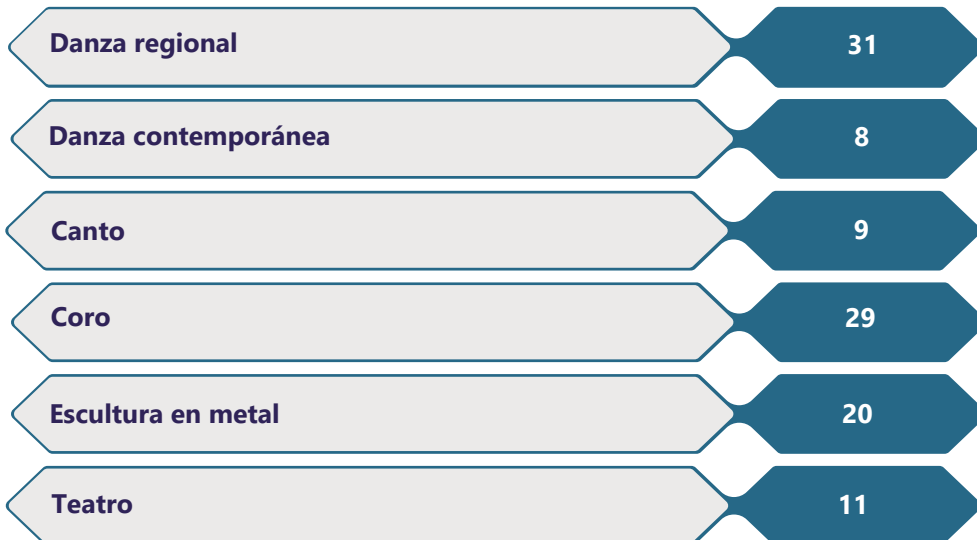 Danza regional 31
Danza contemporánea 8
Canto 9
Coro 29
Escultura en metal 20
Teatro 11